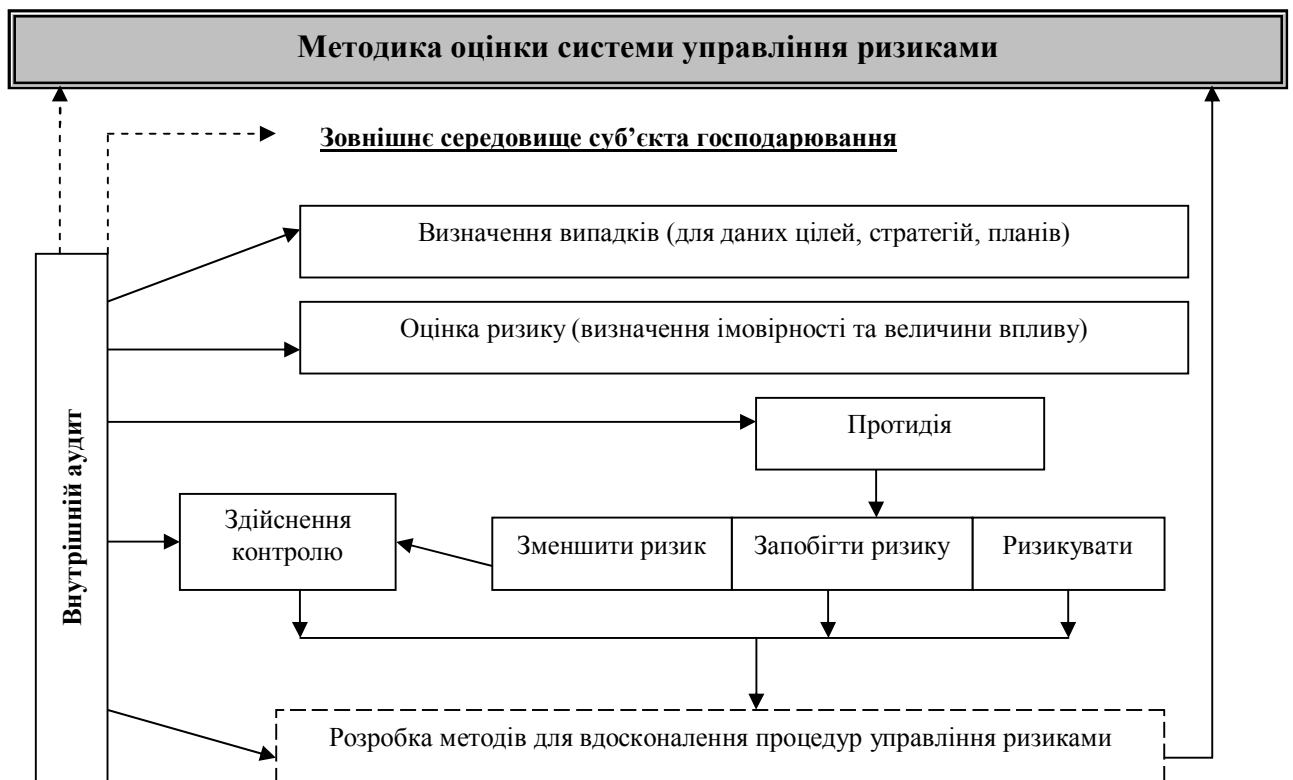 Методика оцінки системи управління ризиками
Зовнішнє середовище суб’єкта господарювання
Визначення випадків (для даних цілей, стратегій, планів)
Оцінка ризику (визначення імовірності та величини впливу)
Протидія
Внутрішній аудит
Здійснення
контролю
Зменшити ризик
Запобігти ризику
Ризикувати
Розробка методів для вдосконалення процедур управління ризиками